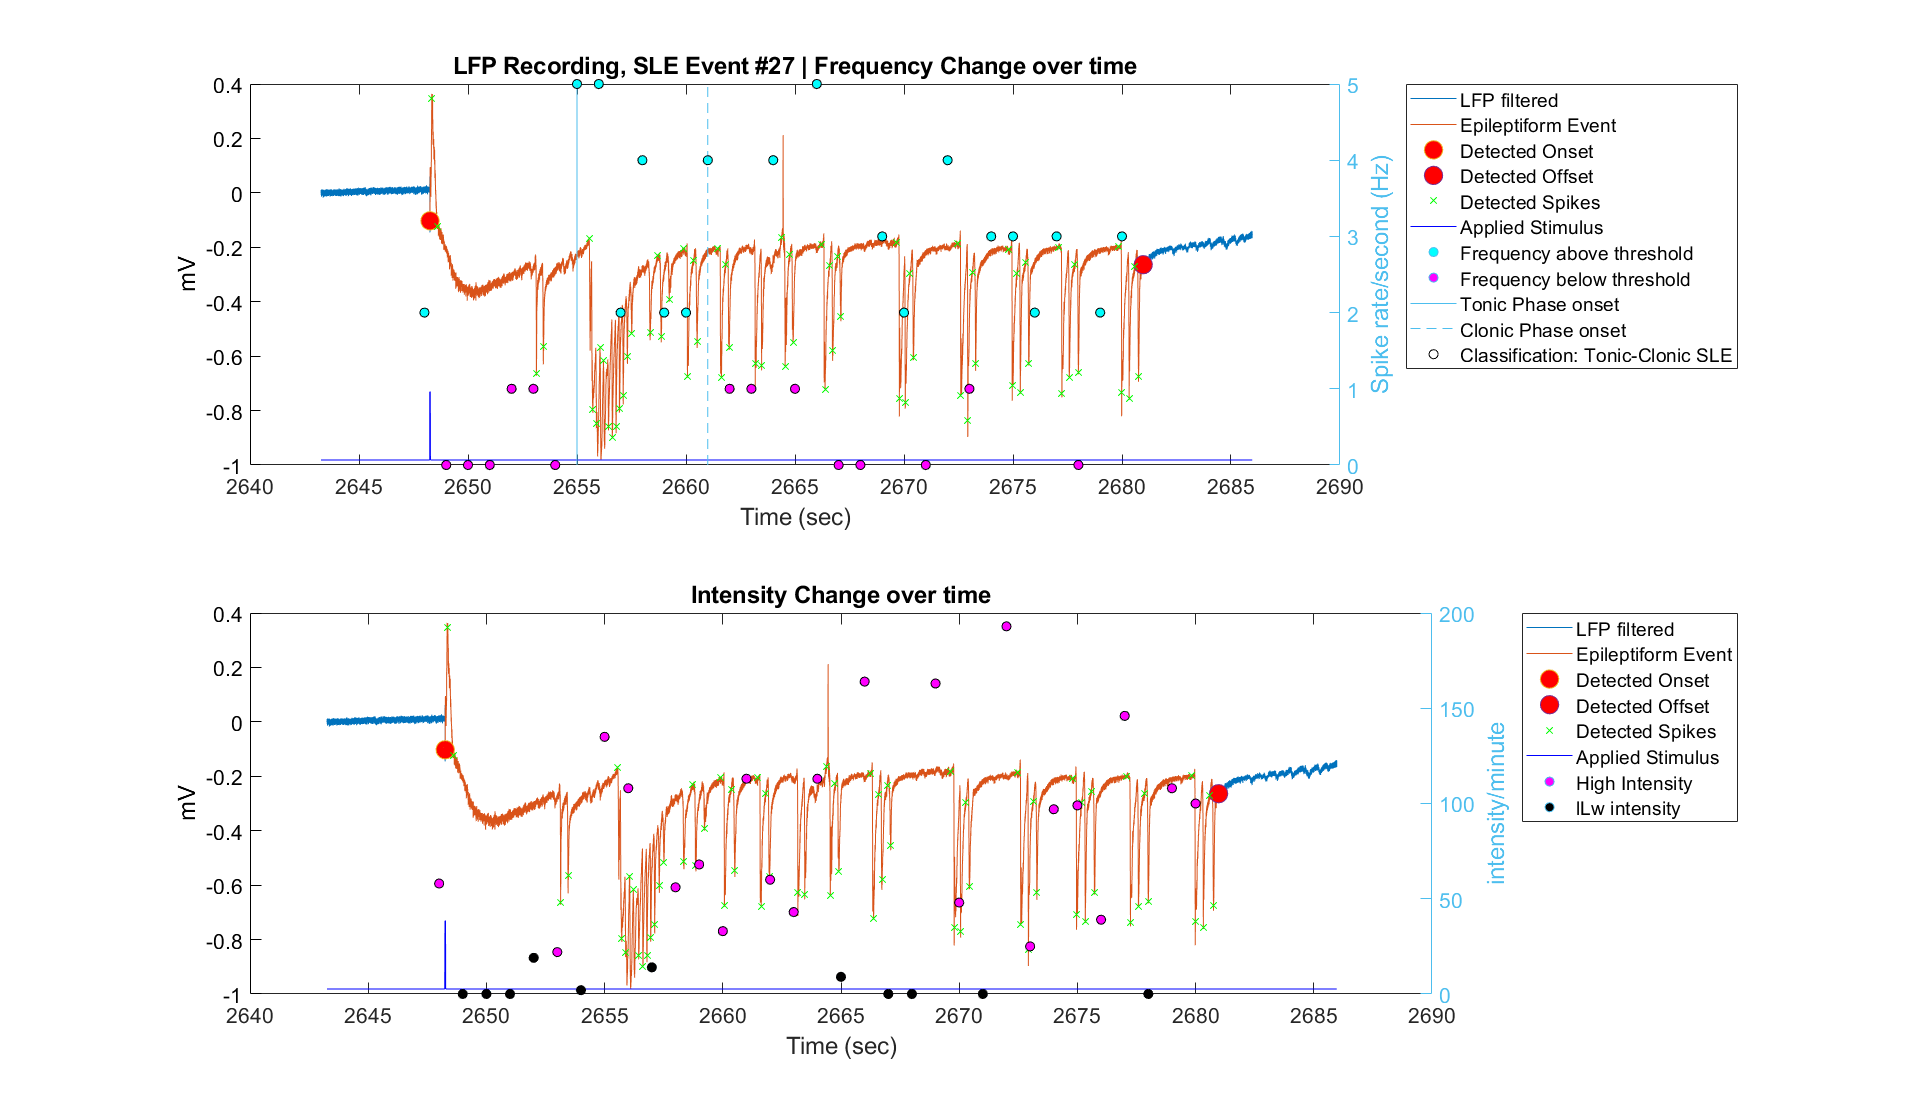 LFP Recording, SLE Event #27 | Frequency Change over time
0.4
0.2
0
-0.2
-0.4
-0.6
-0.8
-1
mV
5
4
3
2
1
0
Spike rate/second (Hz)
2640 2645 2650 2655 2660 2665 2670 2675 2680 2685 2690
Time (sec)
LFP filtered
Epileptiform Event
Detected Onset
Detected Offset
Detected Spikes
Applied Stimulus
Frequency above threshold
Frequency below threshold
Tonic Phase onset
Clonic Phase onset
Classification: Tonic-Clonic SLE
Intensity Change over time
0.4
0.2
0
-0.2
-0.4
-0.6
-0.8
-1
mV
200
150
100
50
0
intensity/minute
2640 2645 2650 2655 2660 2665 2670 2675 2680 2685 2690
Time (sec)
LFP filtered
Epileptiform Event
Detected Onset
Detected Offset
Detected Spikes
Applied Stimulus
High Intensity
lLw intensity